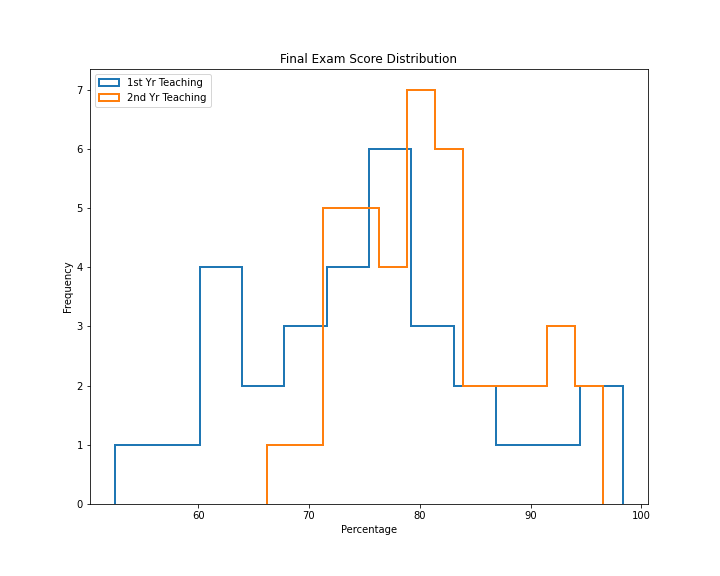 Final Exam Score Distribution
1st Yr Teaching
2nd Yr Teaching
7
6
5
4
3
2
1
0
Frequency
60 70 80 90 100
Percentage